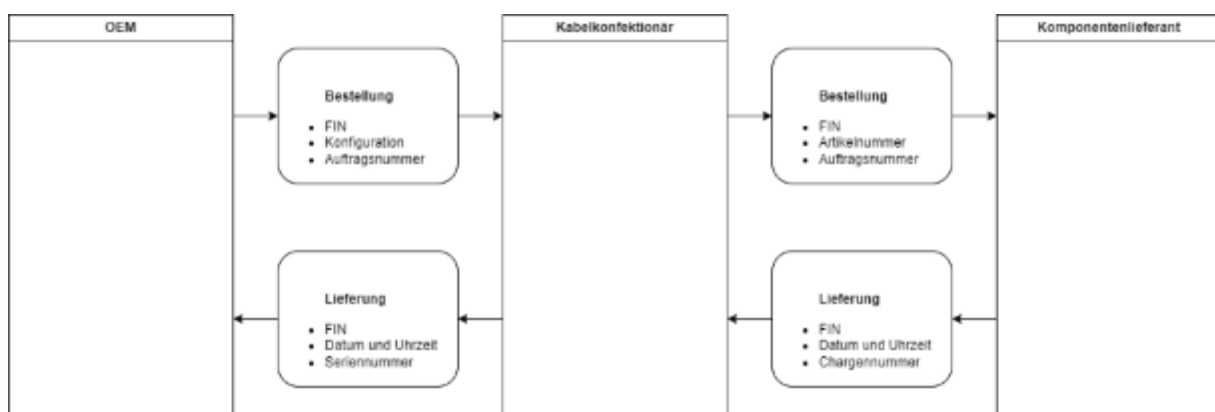 OEM
Kabelkonfektionär
Komponentenlieferant
Bestellung
FIN
Konfiguration
Auftragsnummer
Bestellung
FIN
Artikelnummer
Auftragsnummer
Lieferung
FIN
Datum und Uhrzeit
Seriennummer
Lieferung
FIN
Datum und Uhrzeit
Chargennummer